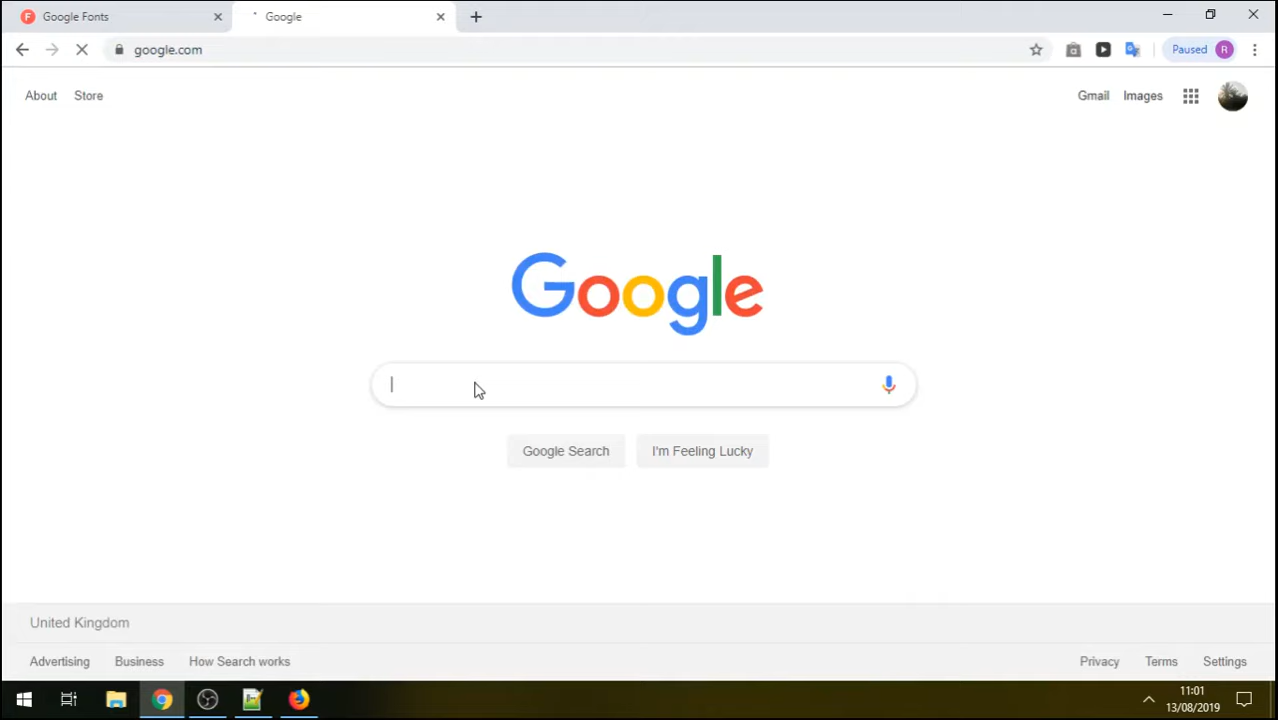 Google Fonts
Google
google.com
Paused R
About Store
Gmail Images
Google
Google Search I'm Feeling Lucky
United Kingdom
Advertising Business How Search works
Privacy Terms Settings
11:01
13/08/2019